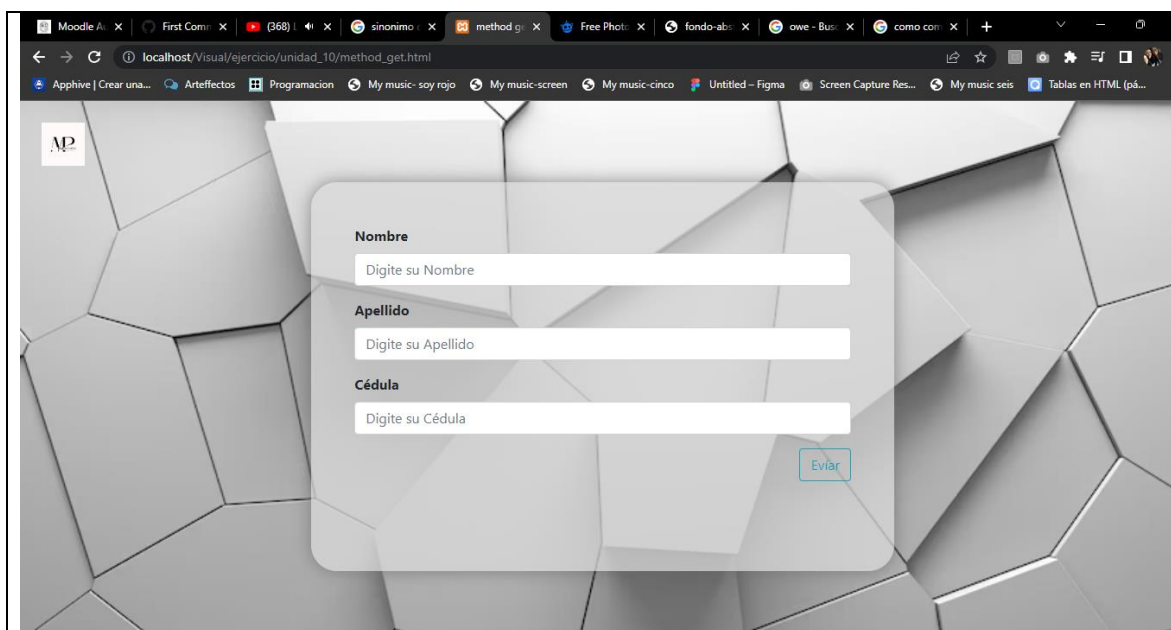 Moodle Au
First Comm
(368) L
sinonimo c
method ge
Free Photo
fondo-abs
owe - Busc
como com
localhost/Visual/ejercicio/unidad_10/method_get.html
Apphive | Crear una...
Arteffectos
Programacion
My music- soy rojo
My music-screen
My music-cinco
Untitled – Figma
Screen Capture Res...
My music seis
Tablas en HTML (pá...
AP
Nombre
Digite su Nombre
Apellido
Digite su Apellido
Cédula
Digite su Cédula
Evíar